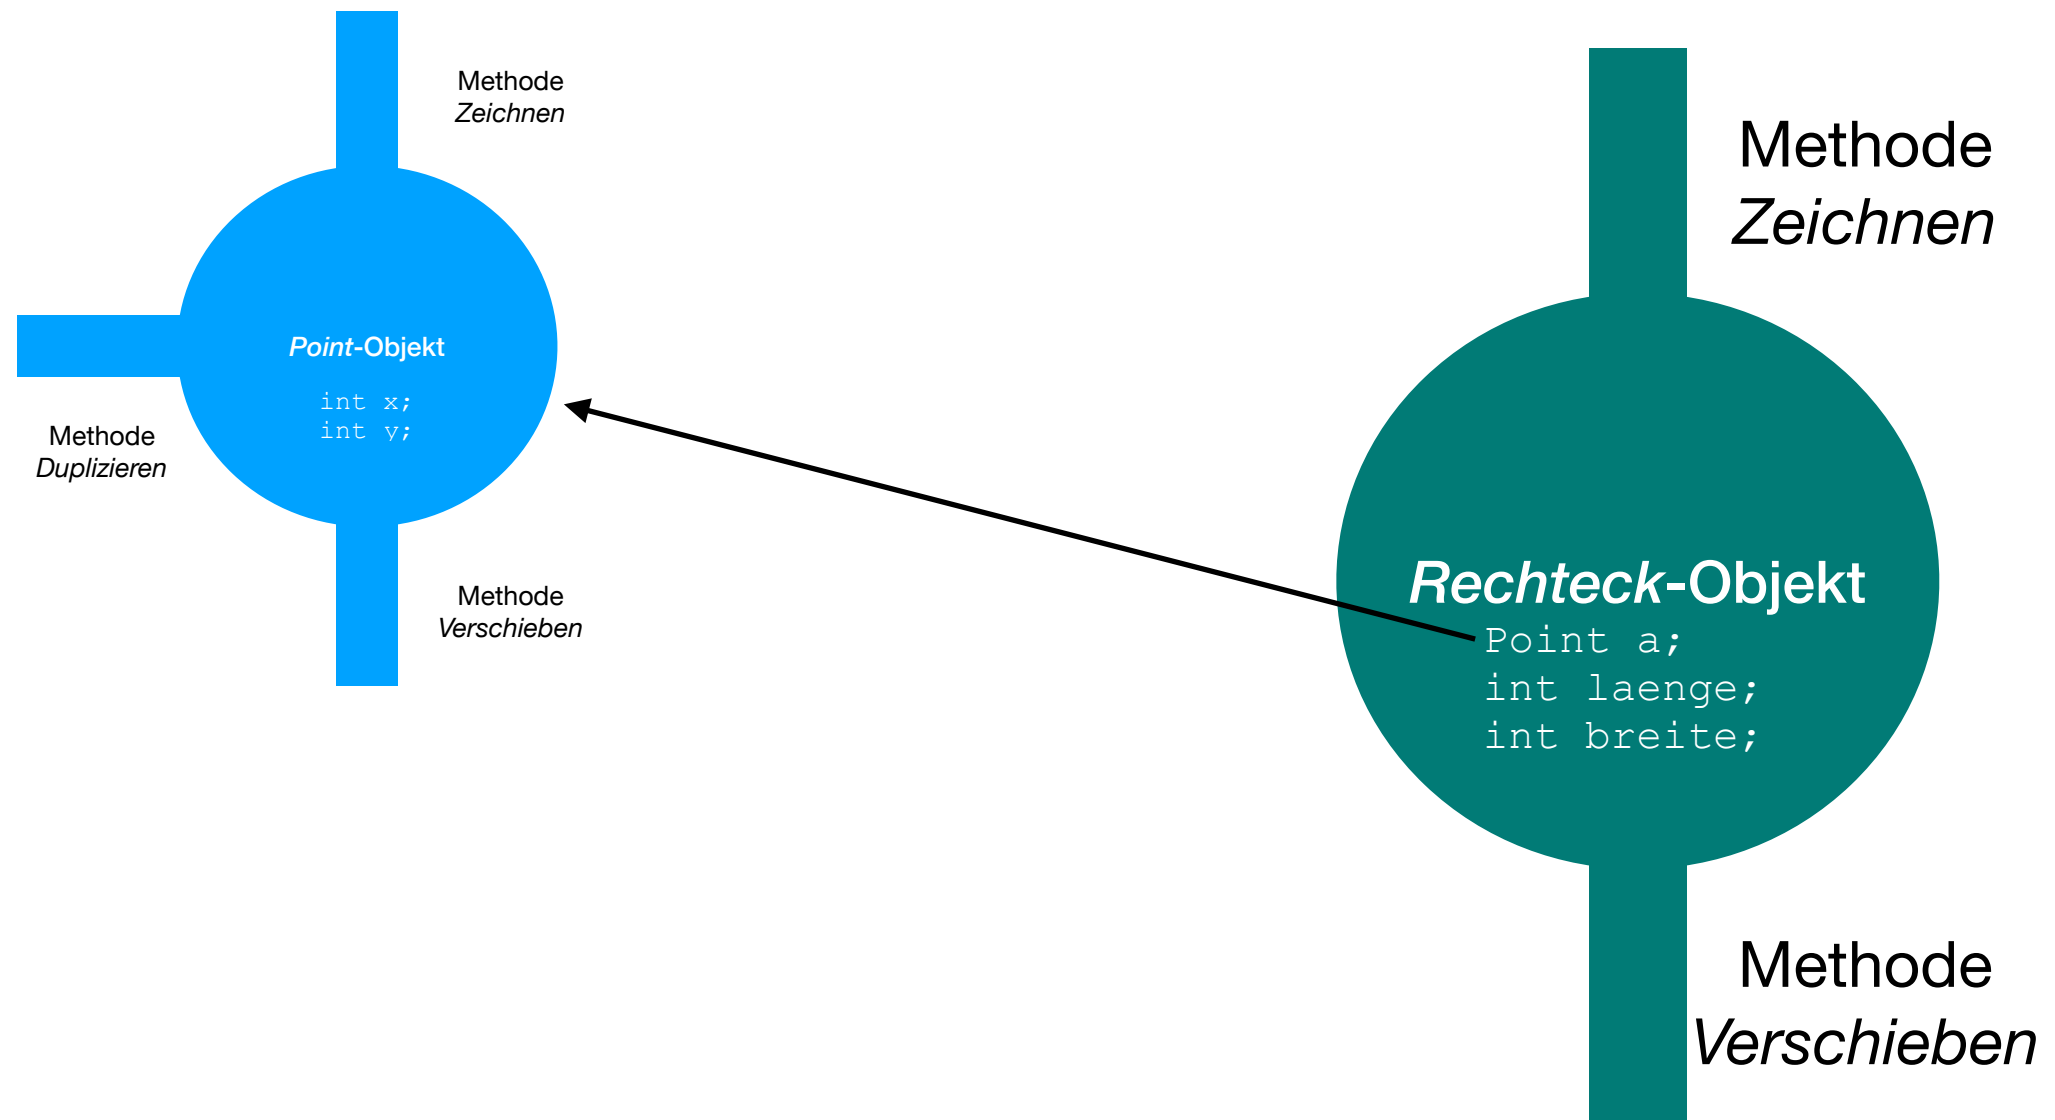 Methode
Zeichnen
Point-Objekt
int x;
int y;
Methode
Duplizieren
Methode
Verschieben
Methode
Zeichnen
Rechteck-Objekt
Point a;
int laenge;
int breite;
Methode
Verschieben